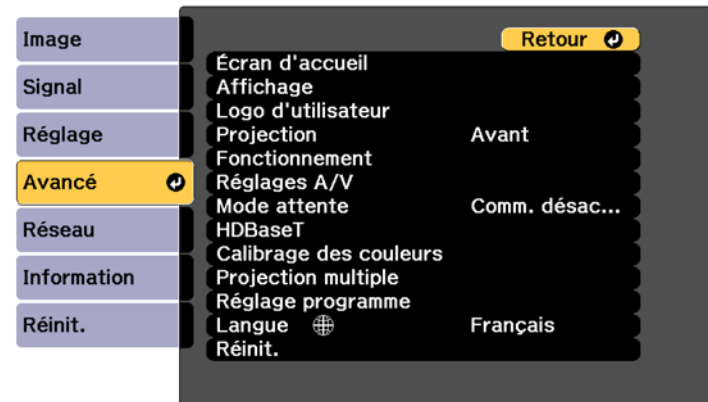 Image
Signal
Réglage
Avancé
Réseau
Information
Réinit.
Retour
Écran d'accueil
Affichage
Logo d'utilisateur
Projection Avant
Fonctionnement
Réglages A/V
Mode attente Comm. désac...
HDBaseT
Calibrage des couleurs
Projection multiple
Réglage programme
Langue Français
Réinit.